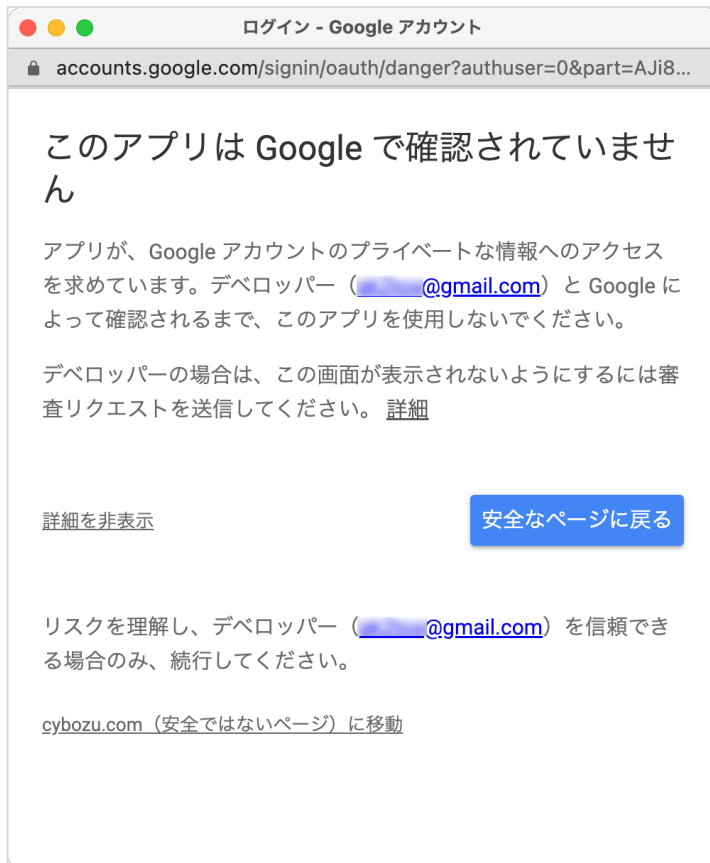 ログイン - Google アカウント
accounts.google.com/signin/oauth/danger?authuser=0&part=AJi8...
このアプリは Google で確認されていませ
ん
アプリが、Google アカウントのプライベートな情報へのアクセス
を求めています。デベロッパー（@gmail.com）と Google に
よって確認されるまで、このアプリを使用しないでください。
デベロッパーの場合は、この画面が表示されないようにするには審
査リクエストを送信してください。 詳細
詳細を非表示
安全なページに戻る
リスクを理解し、デベロッパー（@gmail.com）を信頼でき
る場合のみ、続行してください。
cybozu.com（安全ではないページ）に移動